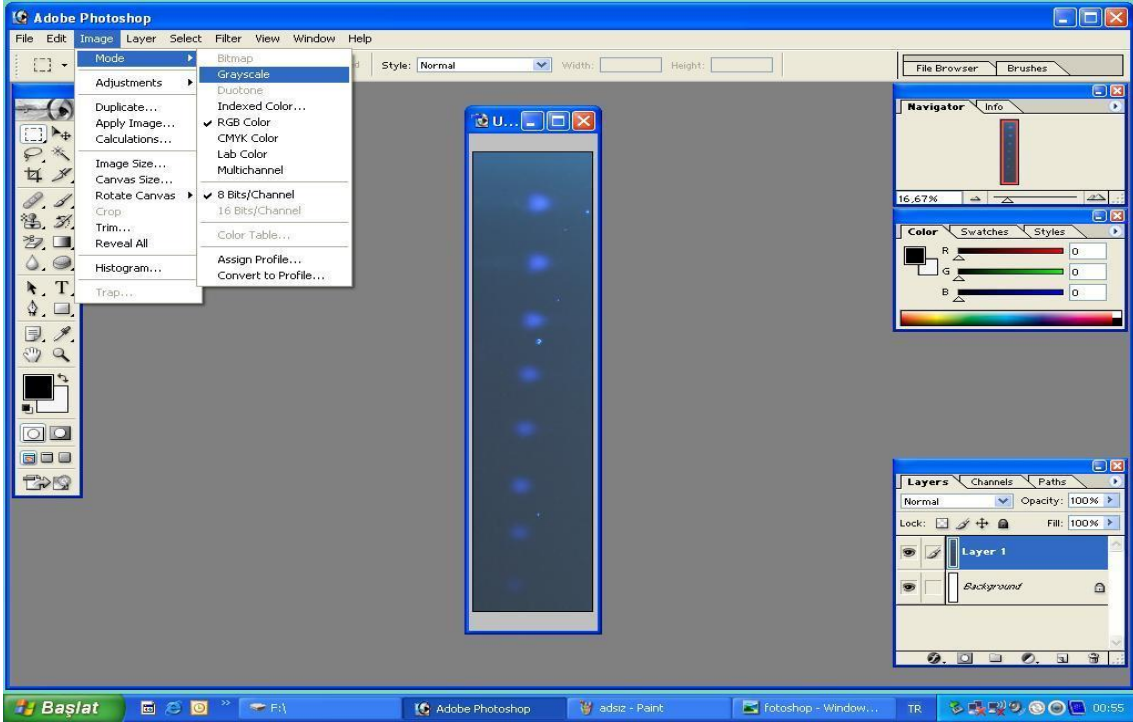 Adobe Photoshop
File Edit Image Layer Select Filter View Window Help
Style: Normal Width: Height:
File Browser Brushes
Mode
Adjustments
Duplicate...
Apply Image...
Calculations...
Image Size...
Canvas Size...
Rotate Canvas
Crop
Trim...
Reveal All
Histogram...
Trap...
Bitmap
Grayscale
Duotone
Indexed Color...
RGB Color
CMYK Color
Lab Color
Multichannel
8 Bits/Channel
16 Bits/Channel
Color Table...
Assign Profile...
Convert to Profile...
U...
Navigator Info
16,67%
Color Swatches Styles
R 0
G 0
B 0
T
Layers Channels Paths
Normal Opacity: 100%
Lock: Fill: 100%
Layer 1
Background
Başlat F:\ Adobe Photoshop adsız - Paint fotoshop - Window... TR 00:55